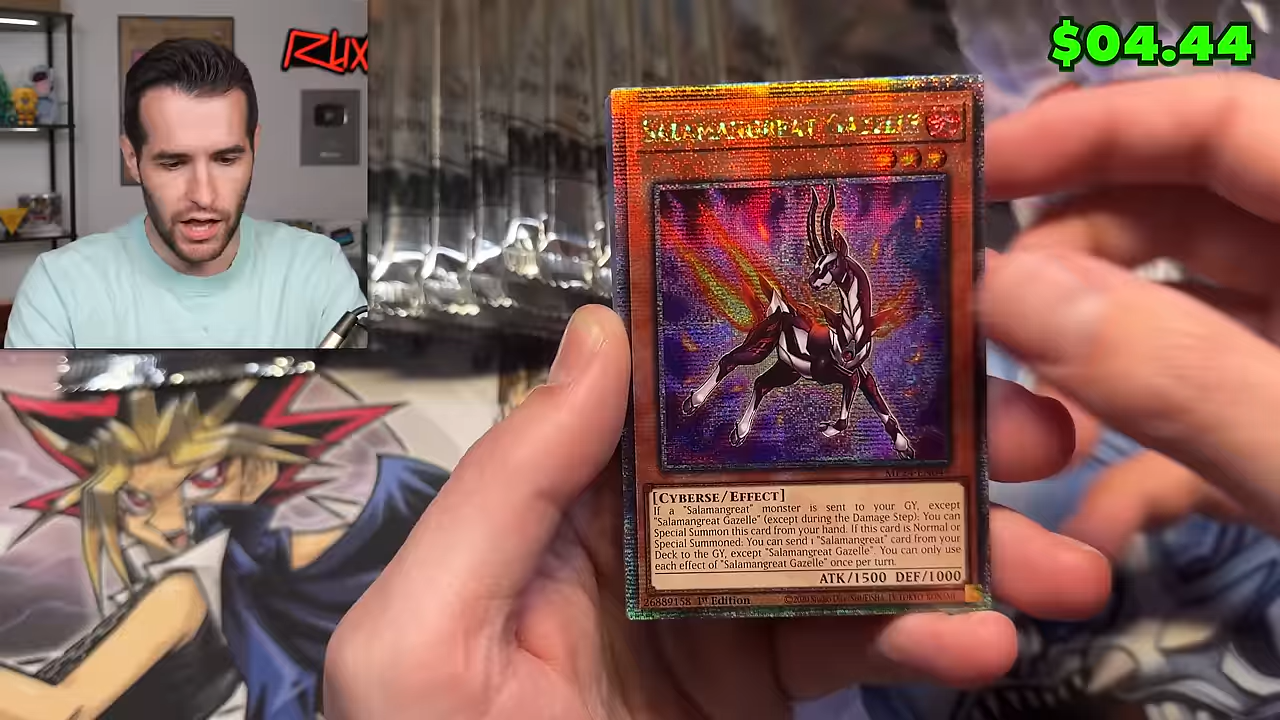 $04.44
Rux
SALAMANGREAT GAZELLE
[CYBERSE/EFFECT]
If a "Salamangreat" monster is sent to your GY, except
"Salamangreat Gazelle" (except during the Damage Step): You can
Special Summon this card from your hand. If this card is Normal or
Special Summoned: You can send 1 "Salamangreat" card from your
Deck to the GY, except "Salamangreat Gazelle". You can only use
each effect of "Salamangreat Gazelle" once per turn.
ATK/1500 DEF/1000
26889158 1st Edition